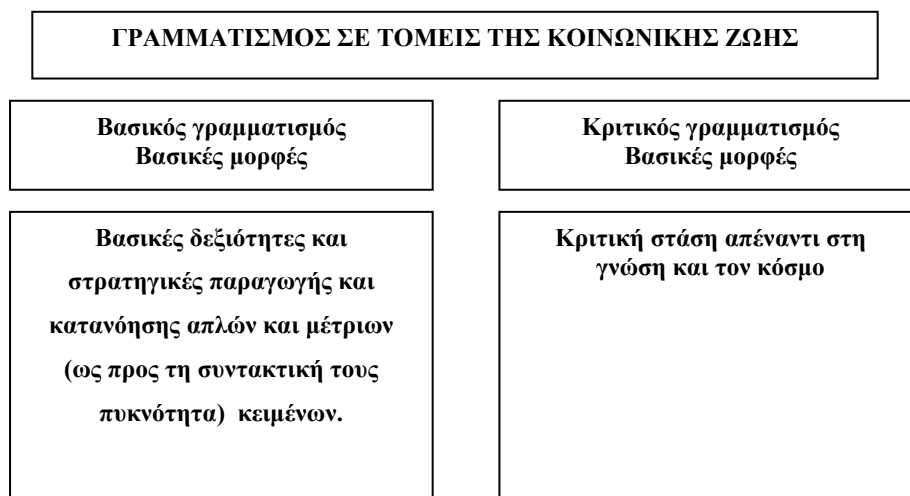 ΓΡΑΜΜΑΤΙΣΜΟΣ ΣΕ ΤΟΜΕΙΣ ΤΗΣ ΚΟΙΝΩΝΙΚΗΣ ΖΩΗΣ
Βασικός γραμματισμός
Βασικές μορφές
Κριτικός γραμματισμός
Βασικές μορφές
Βασικές δεξιότητες και
στρατηγικές παραγωγής και
κατανόησης απλών και μέτριων
(ως προς τη συντακτική τους
πυκνότητα) κειμένων.
Κριτική στάση απέναντι στη
γνώση και τον κόσμο